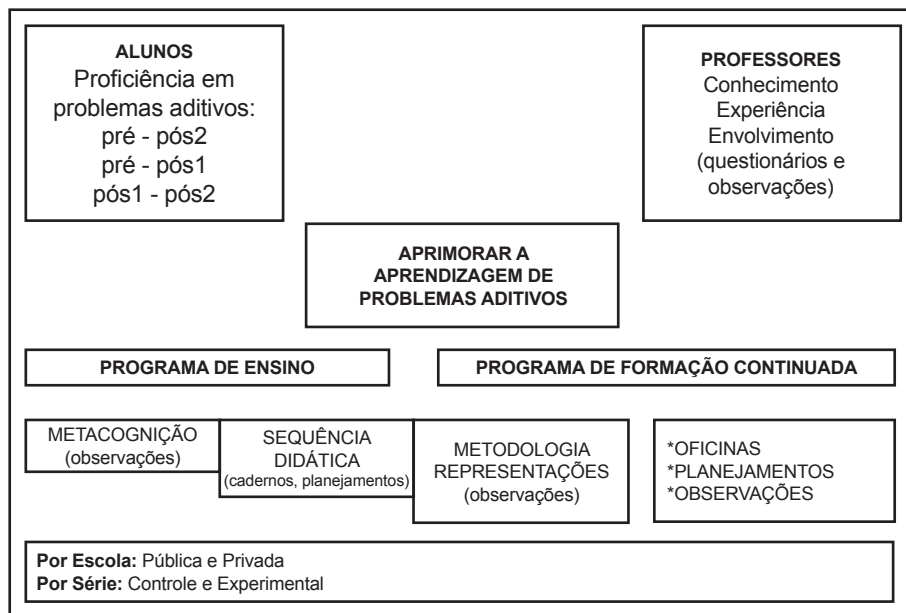 ALUNOS
Proficiência em
problemas aditivos:
pré - pós2
pré - pós1
pós1 - pós2
PROFESSORES
Conhecimento
Experiência
Envolvimento
(questionários e
observações)
APRIMORAR A
APRENDIZAGEM DE
PROBLEMAS ADITIVOS
PROGRAMA DE ENSINO
PROGRAMA DE FORMAÇÃO CONTINUADA
METACOGNIÇÃO
(observações)
SEQUÊNCIA
DIDÁTICA
(cadernos, planejamentos)
METODOLOGIA
REPRESENTAÇÕES
(observações)
*OFICINAS
*PLANEJAMENTOS
*OBSERVAÇÕES
Por Escola: Pública e Privada
Por Série: Controle e Experimental